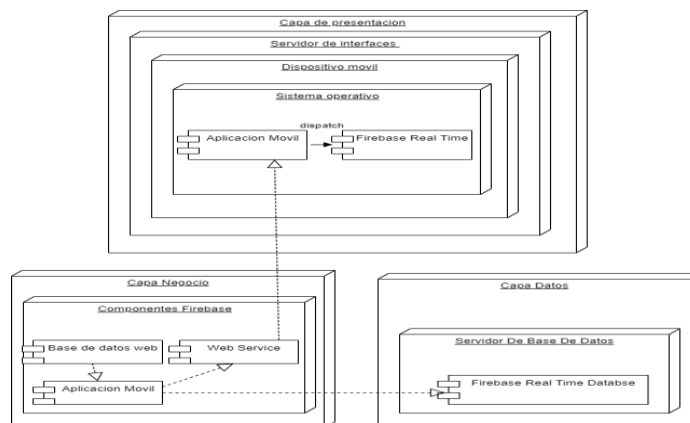 Capa de presentacion
Servidor de interfaces
Dispositivo movil
Sistema operativo
dispatch
Aplicacion Movil
Firebase Real Time
Capa Negocio
Componentes Firebase
Base de datos web
Web Service
Aplicacion Movil
Capa Datos
Servidor De Base De Datos
Firebase Real Time Databse